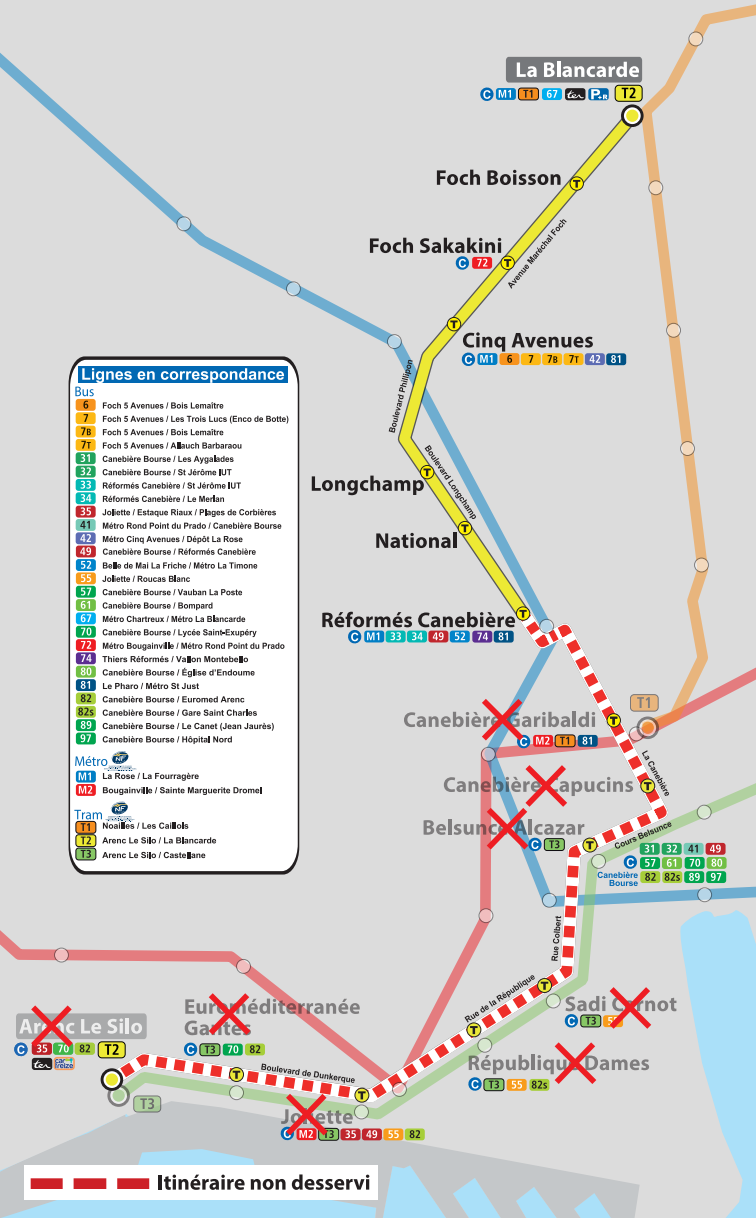 La Blancarde
C M1 T1 67 ter P+R T2
Foch Boisson
Foch Sakakini
C 72
Avenue Maréchal Foch
Cinq Avenues
C M1 6 7 7B 7T 42 81
Boulevard Phillipon
Boulevard Longchamp
Longchamp
National
Réformés Canebière
C M1 33 34 49 52 74 81
T1
Canebière Garibaldi
C M2 T1 81
La Canebière
Canebière Capucins
Belsunce Alcazar
C T3
Cours Belsunce
31 32 41 49
C 57 61 70 80
Canebière
Bourse
82 82s 89 97
Rue Colbert
Rue de la République
Sadi Carnot
C T3 55
République Dames
C T3 55 82s
Euroméditerranée
Gantès
C T3 70 82
Arenc Le Silo
C 35 70 82 T2
ter car treize
Boulevard de Dunkerque
T3
Joliette
C M2 T3 35 49 55 82
Lignes en correspondance
Bus
6 Foch 5 Avenues / Bois Lemaître
7 Foch 5 Avenues / Les Trois Lucs (Enco de Botte)
7B Foch 5 Avenues / Bois Lemaître
7T Foch 5 Avenues / Allauch Barbaraou
31 Canebière Bourse / Les Aygalades
32 Canebière Bourse / St Jérôme IUT
33 Réformés Canebière / St Jérôme IUT
34 Réformés Canebière / Le Merlan
35 Joliette / Estaque Riaux / Plages de Corbières
41 Métro Rond Point du Prado / Canebière Bourse
42 Métro Cinq Avenues / Dépôt La Rose
49 Canebière Bourse / Réformés Canebière
52 Belle de Mai La Friche / Métro La Timone
55 Joliette / Roucas Blanc
57 Canebière Bourse / Vauban La Poste
61 Canebière Bourse / Bompard
67 Métro Chartreux / Métro La Blancarde
70 Canebière Bourse / Lycée Saint-Exupéry
72 Métro Bougainville / Métro Rond Point du Prado
74 Thiers Réformés / Vallon Montebello
80 Canebière Bourse / Église d'Endoume
81 Le Pharo / Métro St Just
82 Canebière Bourse / Euromed Arenc
82s Canebière Bourse / Gare Saint Charles
89 Canebière Bourse / Le Canet (Jean Jaurès)
97 Canebière Bourse / Hôpital Nord
Métro NF
M1 La Rose / La Fourragère
M2 Bougainville / Sainte Marguerite Dromel
Tram NF
T1 Noailles / Les Caillols
T2 Arenc Le Silo / La Blancarde
T3 Arenc Le Silo / Castellane
Itinéraire non desservi